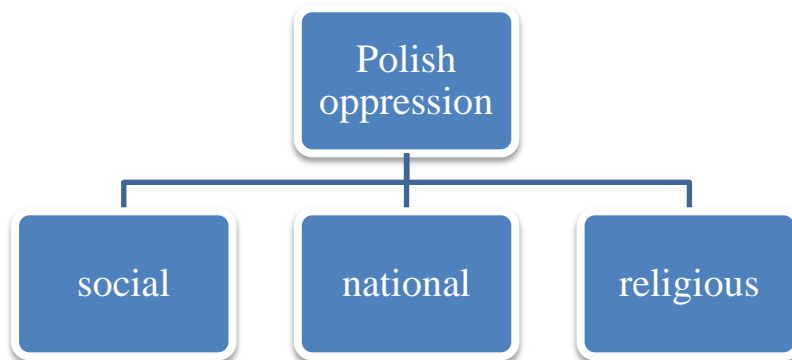 Polish
oppression
social
national
religious